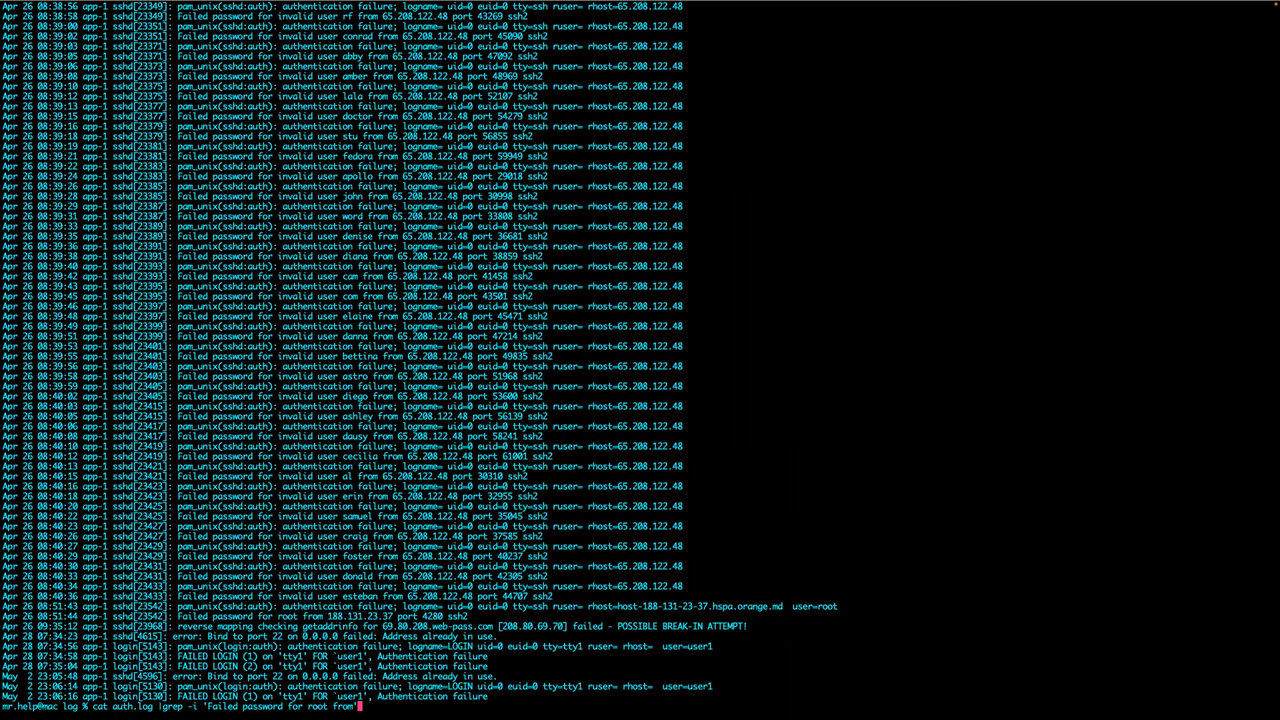 Apr 26 08:38:56 app-1 sshd[23349]: pam_unix(sshd:auth): authentication failure; logname= uid=0 euid=0 tty=ssh ruser= rhost=65.208.122.48
Apr 26 08:38:58 app-1 sshd[23349]: Failed password for invalid user rf from 65.208.122.48 port 43269 ssh2
Apr 26 08:39:00 app-1 sshd[23351]: pam_unix(sshd:auth): authentication failure; logname= uid=0 euid=0 tty=ssh ruser= rhost=65.208.122.48
Apr 26 08:39:02 app-1 sshd[23351]: Failed password for invalid user conrad from 65.208.122.48 port 45090 ssh2
Apr 26 08:39:03 app-1 sshd[23371]: pam_unix(sshd:auth): authentication failure; logname= uid=0 euid=0 tty=ssh ruser= rhost=65.208.122.48
Apr 26 08:39:05 app-1 sshd[23371]: Failed password for invalid user abby from 65.208.122.48 port 47092 ssh2
Apr 26 08:39:06 app-1 sshd[23373]: pam_unix(sshd:auth): authentication failure; logname= uid=0 euid=0 tty=ssh ruser= rhost=65.208.122.48
Apr 26 08:39:08 app-1 sshd[23373]: Failed password for invalid user amber from 65.208.122.48 port 48969 ssh2
Apr 26 08:39:10 app-1 sshd[23375]: pam_unix(sshd:auth): authentication failure; logname= uid=0 euid=0 tty=ssh ruser= rhost=65.208.122.48
Apr 26 08:39:12 app-1 sshd[23375]: Failed password for invalid user lala from 65.208.122.48 port 52107 ssh2
Apr 26 08:39:13 app-1 sshd[23377]: pam_unix(sshd:auth): authentication failure; logname= uid=0 euid=0 tty=ssh ruser= rhost=65.208.122.48
Apr 26 08:39:15 app-1 sshd[23377]: Failed password for invalid user doctor from 65.208.122.48 port 54279 ssh2
Apr 26 08:39:16 app-1 sshd[23379]: pam_unix(sshd:auth): authentication failure; logname= uid=0 euid=0 tty=ssh ruser= rhost=65.208.122.48
Apr 26 08:39:18 app-1 sshd[23379]: Failed password for invalid user stu from 65.208.122.48 port 56855 ssh2
Apr 26 08:39:19 app-1 sshd[23381]: pam_unix(sshd:auth): authentication failure; logname= uid=0 euid=0 tty=ssh ruser= rhost=65.208.122.48
Apr 26 08:39:21 app-1 sshd[23381]: Failed password for invalid user fedora from 65.208.122.48 port 59949 ssh2
Apr 26 08:39:22 app-1 sshd[23383]: pam_unix(sshd:auth): authentication failure; logname= uid=0 euid=0 tty=ssh ruser= rhost=65.208.122.48
Apr 26 08:39:24 app-1 sshd[23383]: Failed password for invalid user apollo from 65.208.122.48 port 29018 ssh2
Apr 26 08:39:26 app-1 sshd[23385]: pam_unix(sshd:auth): authentication failure; logname= uid=0 euid=0 tty=ssh ruser= rhost=65.208.122.48
Apr 26 08:39:28 app-1 sshd[23385]: Failed password for invalid user john from 65.208.122.48 port 30998 ssh2
Apr 26 08:39:29 app-1 sshd[23387]: pam_unix(sshd:auth): authentication failure; logname= uid=0 euid=0 tty=ssh ruser= rhost=65.208.122.48
Apr 26 08:39:31 app-1 sshd[23387]: Failed password for invalid user word from 65.208.122.48 port 33808 ssh2
Apr 26 08:39:33 app-1 sshd[23389]: pam_unix(sshd:auth): authentication failure; logname= uid=0 euid=0 tty=ssh ruser= rhost=65.208.122.48
Apr 26 08:39:35 app-1 sshd[23389]: Failed password for invalid user denise from 65.208.122.48 port 36681 ssh2
Apr 26 08:39:36 app-1 sshd[23391]: pam_unix(sshd:auth): authentication failure; logname= uid=0 euid=0 tty=ssh ruser= rhost=65.208.122.48
Apr 26 08:39:38 app-1 sshd[23391]: Failed password for invalid user diana from 65.208.122.48 port 38859 ssh2
Apr 26 08:39:40 app-1 sshd[23393]: pam_unix(sshd:auth): authentication failure; logname= uid=0 euid=0 tty=ssh ruser= rhost=65.208.122.48
Apr 26 08:39:42 app-1 sshd[23393]: Failed password for invalid user cam from 65.208.122.48 port 41458 ssh2
Apr 26 08:39:43 app-1 sshd[23395]: pam_unix(sshd:auth): authentication failure; logname= uid=0 euid=0 tty=ssh ruser= rhost=65.208.122.48
Apr 26 08:39:45 app-1 sshd[23395]: Failed password for invalid user com from 65.208.122.48 port 43501 ssh2
Apr 26 08:39:46 app-1 sshd[23397]: pam_unix(sshd:auth): authentication failure; logname= uid=0 euid=0 tty=ssh ruser= rhost=65.208.122.48
Apr 26 08:39:48 app-1 sshd[23397]: Failed password for invalid user elaine from 65.208.122.48 port 45471 ssh2
Apr 26 08:39:49 app-1 sshd[23399]: pam_unix(sshd:auth): authentication failure; logname= uid=0 euid=0 tty=ssh ruser= rhost=65.208.122.48
Apr 26 08:39:51 app-1 sshd[23399]: Failed password for invalid user danna from 65.208.122.48 port 47214 ssh2
Apr 26 08:39:53 app-1 sshd[23401]: pam_unix(sshd:auth): authentication failure; logname= uid=0 euid=0 tty=ssh ruser= rhost=65.208.122.48
Apr 26 08:39:55 app-1 sshd[23401]: Failed password for invalid user bettina from 65.208.122.48 port 49835 ssh2
Apr 26 08:39:56 app-1 sshd[23403]: pam_unix(sshd:auth): authentication failure; logname= uid=0 euid=0 tty=ssh ruser= rhost=65.208.122.48
Apr 26 08:39:58 app-1 sshd[23403]: Failed password for invalid user astro from 65.208.122.48 port 51968 ssh2
Apr 26 08:39:59 app-1 sshd[23405]: pam_unix(sshd:auth): authentication failure; logname= uid=0 euid=0 tty=ssh ruser= rhost=65.208.122.48
Apr 26 08:40:02 app-1 sshd[23405]: Failed password for invalid user diego from 65.208.122.48 port 53600 ssh2
Apr 26 08:40:03 app-1 sshd[23415]: pam_unix(sshd:auth): authentication failure; logname= uid=0 euid=0 tty=ssh ruser= rhost=65.208.122.48
Apr 26 08:40:05 app-1 sshd[23415]: Failed password for invalid user ashley from 65.208.122.48 port 56139 ssh2
Apr 26 08:40:06 app-1 sshd[23417]: pam_unix(sshd:auth): authentication failure; logname= uid=0 euid=0 tty=ssh ruser= rhost=65.208.122.48
Apr 26 08:40:08 app-1 sshd[23417]: Failed password for invalid user dausy from 65.208.122.48 port 58241 ssh2
Apr 26 08:40:10 app-1 sshd[23419]: pam_unix(sshd:auth): authentication failure; logname= uid=0 euid=0 tty=ssh ruser= rhost=65.208.122.48
Apr 26 08:40:12 app-1 sshd[23419]: Failed password for invalid user cecilia from 65.208.122.48 port 61001 ssh2
Apr 26 08:40:13 app-1 sshd[23421]: pam_unix(sshd:auth): authentication failure; logname= uid=0 euid=0 tty=ssh ruser= rhost=65.208.122.48
Apr 26 08:40:15 app-1 sshd[23421]: Failed password for invalid user al from 65.208.122.48 port 30310 ssh2
Apr 26 08:40:16 app-1 sshd[23423]: pam_unix(sshd:auth): authentication failure; logname= uid=0 euid=0 tty=ssh ruser= rhost=65.208.122.48
Apr 26 08:40:18 app-1 sshd[23423]: Failed password for invalid user erin from 65.208.122.48 port 32955 ssh2
Apr 26 08:40:20 app-1 sshd[23425]: pam_unix(sshd:auth): authentication failure; logname= uid=0 euid=0 tty=ssh ruser= rhost=65.208.122.48
Apr 26 08:40:22 app-1 sshd[23425]: Failed password for invalid user samuel from 65.208.122.48 port 35045 ssh2
Apr 26 08:40:23 app-1 sshd[23427]: pam_unix(sshd:auth): authentication failure; logname= uid=0 euid=0 tty=ssh ruser= rhost=65.208.122.48
Apr 26 08:40:26 app-1 sshd[23427]: Failed password for invalid user craig from 65.208.122.48 port 37585 ssh2
Apr 26 08:40:27 app-1 sshd[23429]: pam_unix(sshd:auth): authentication failure; logname= uid=0 euid=0 tty=ssh ruser= rhost=65.208.122.48
Apr 26 08:40:29 app-1 sshd[23429]: Failed password for invalid user foster from 65.208.122.48 port 40237 ssh2
Apr 26 08:40:30 app-1 sshd[23431]: pam_unix(sshd:auth): authentication failure; logname= uid=0 euid=0 tty=ssh ruser= rhost=65.208.122.48
Apr 26 08:40:33 app-1 sshd[23431]: Failed password for invalid user donald from 65.208.122.48 port 42305 ssh2
Apr 26 08:40:34 app-1 sshd[23433]: pam_unix(sshd:auth): authentication failure; logname= uid=0 euid=0 tty=ssh ruser= rhost=65.208.122.48
Apr 26 08:40:36 app-1 sshd[23433]: Failed password for invalid user esteban from 65.208.122.48 port 44707 ssh2
Apr 26 08:51:43 app-1 sshd[23542]: pam_unix(sshd:auth): authentication failure; logname= uid=0 euid=0 tty=ssh ruser= rhost=host-188-131-23-37.hspa.orange.md  user=root
Apr 26 08:51:44 app-1 sshd[23542]: Failed password for root from 188.131.23.37 port 4280 ssh2
Apr 26 09:35:12 app-1 sshd[23968]: reverse mapping checking getaddrinfo for 69.80.208.web-pass.com [208.80.69.70] failed - POSSIBLE BREAK-IN ATTEMPT!
Apr 28 07:34:23 app-1 sshd[4615]: error: Bind to port 22 on 0.0.0.0 failed: Address already in use.
Apr 28 07:34:56 app-1 login[5143]: pam_unix(login:auth): authentication failure; logname=LOGIN uid=0 euid=0 tty=tty1 ruser= rhost=  user=user1
Apr 28 07:34:58 app-1 login[5143]: FAILED LOGIN (1) on 'tty1' FOR `user1', Authentication failure
Apr 28 07:35:04 app-1 login[5143]: FAILED LOGIN (2) on 'tty1' FOR `user1', Authentication failure
May  2 23:05:48 app-1 sshd[4596]: error: Bind to port 22 on 0.0.0.0 failed: Address already in use.
May  2 23:06:14 app-1 login[5130]: pam_unix(login:auth): authentication failure; logname=LOGIN uid=0 euid=0 tty=tty1 ruser= rhost=  user=user1
May  2 23:06:16 app-1 login[5130]: FAILED LOGIN (1) on 'tty1' FOR `user1', Authentication failure
mr.help@mac log % cat auth.log |grep -i 'Failed password for root from'